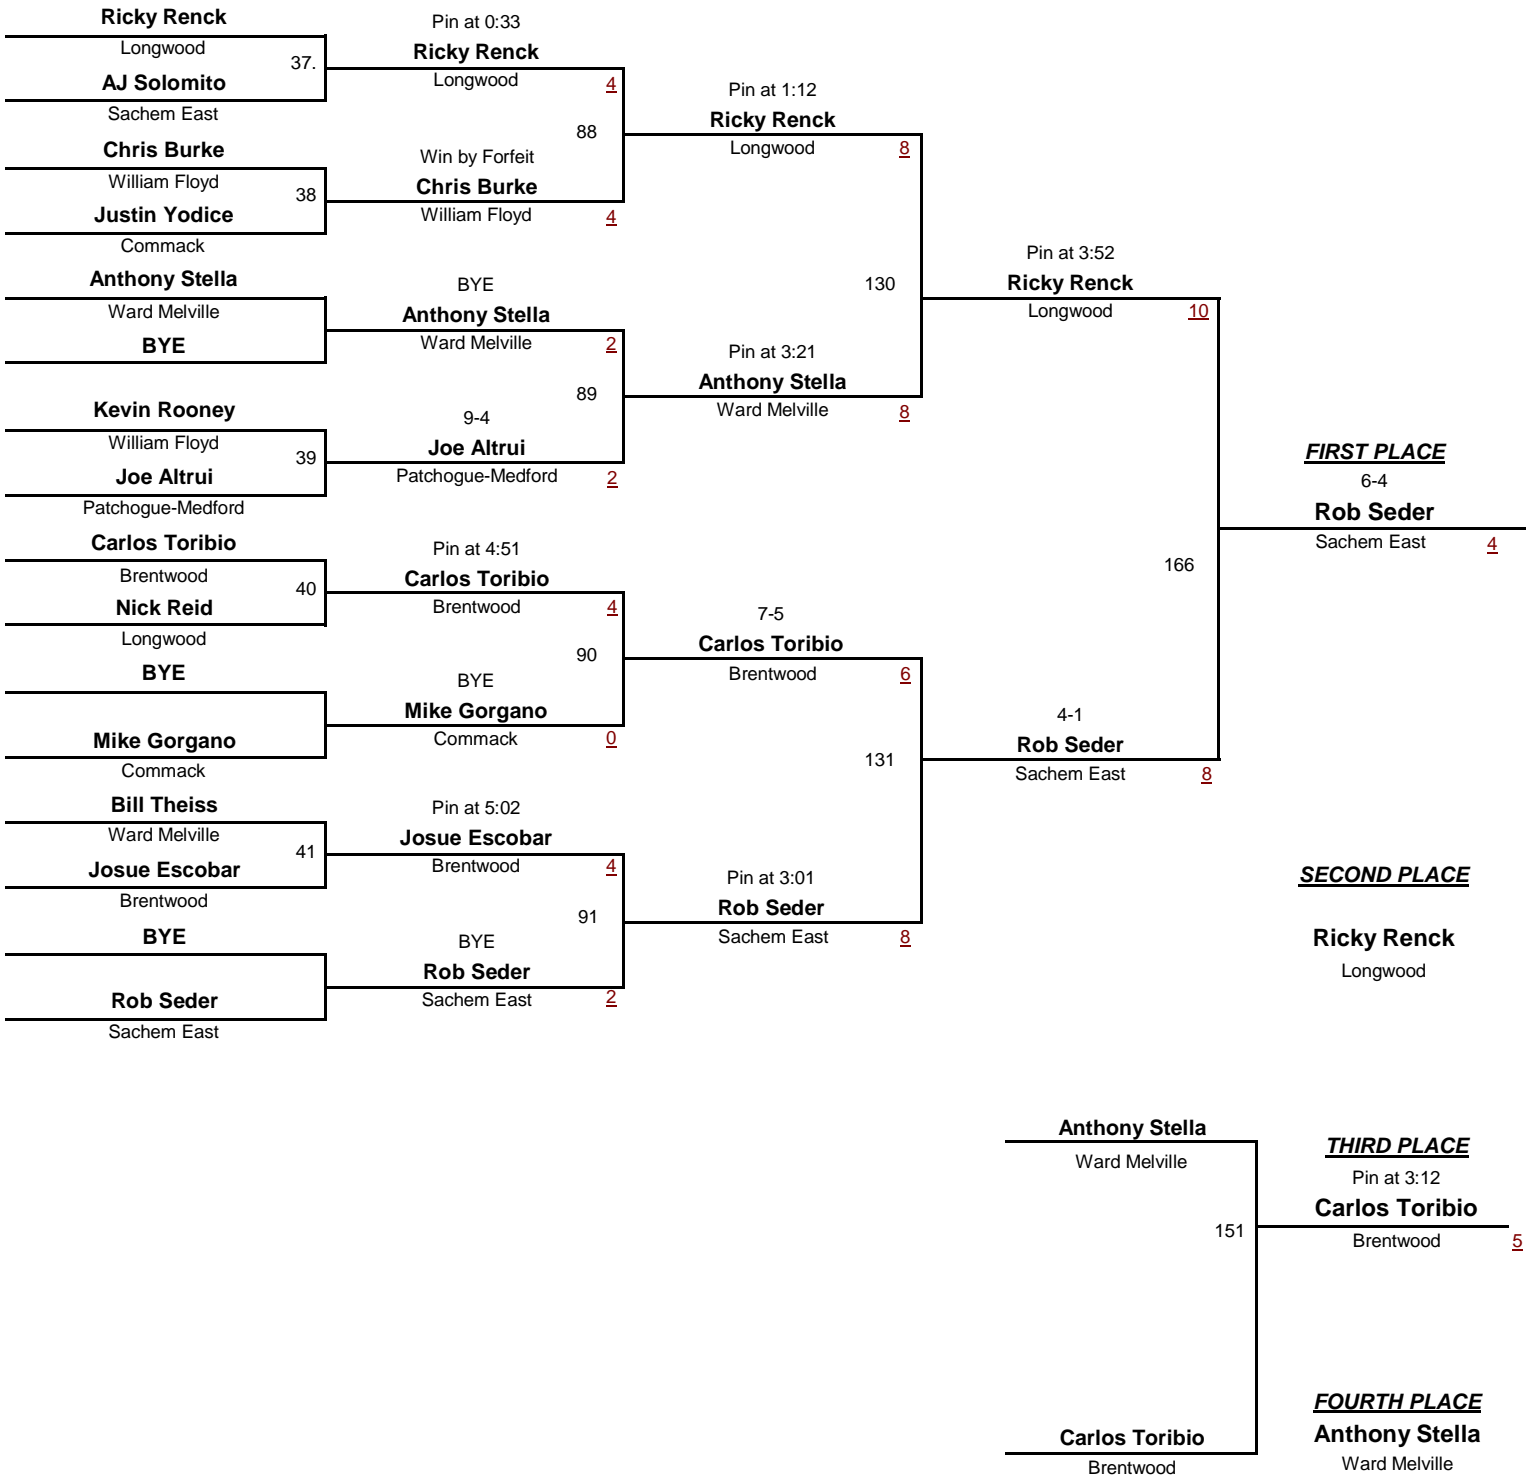 Ricky Renck
Longwood
37.
AJ Solomito
Sachem East
Chris Burke
William Floyd
38
Justin Yodice
Commack
Anthony Stella
Ward Melville
BYE
Kevin Rooney
William Floyd
39
Joe Altrui
Patchogue-Medford
Carlos Toribio
Brentwood
40
Nick Reid
Longwood
BYE
Mike Gorgano
Commack
Bill Theiss
Ward Melville
41
Josue Escobar
Brentwood
BYE
Rob Seder
Sachem East
Pin at 0:33
Ricky Renck
Longwood
4
88
Win by Forfeit
Chris Burke
William Floyd
4
BYE
Anthony Stella
Ward Melville
2
89
9-4
Joe Altrui
Patchogue-Medford
2
Pin at 4:51
Carlos Toribio
Brentwood
4
90
BYE
Mike Gorgano
Commack
0
Pin at 5:02
Josue Escobar
Brentwood
4
91
BYE
Rob Seder
Sachem East
2
Pin at 1:12
Ricky Renck
Longwood
8
130
Pin at 3:21
Anthony Stella
Ward Melville
8
7-5
Carlos Toribio
Brentwood
6
131
Pin at 3:01
Rob Seder
Sachem East
8
Pin at 3:52
Ricky Renck
Longwood
10
166
4-1
Rob Seder
Sachem East
8
FIRST PLACE
6-4
Rob Seder
Sachem East
4
SECOND PLACE
Ricky Renck
Longwood
Anthony Stella
Ward Melville
151
Carlos Toribio
Brentwood
THIRD PLACE
Pin at 3:12
Carlos Toribio
Brentwood
5
FOURTH PLACE
Anthony Stella
Ward Melville